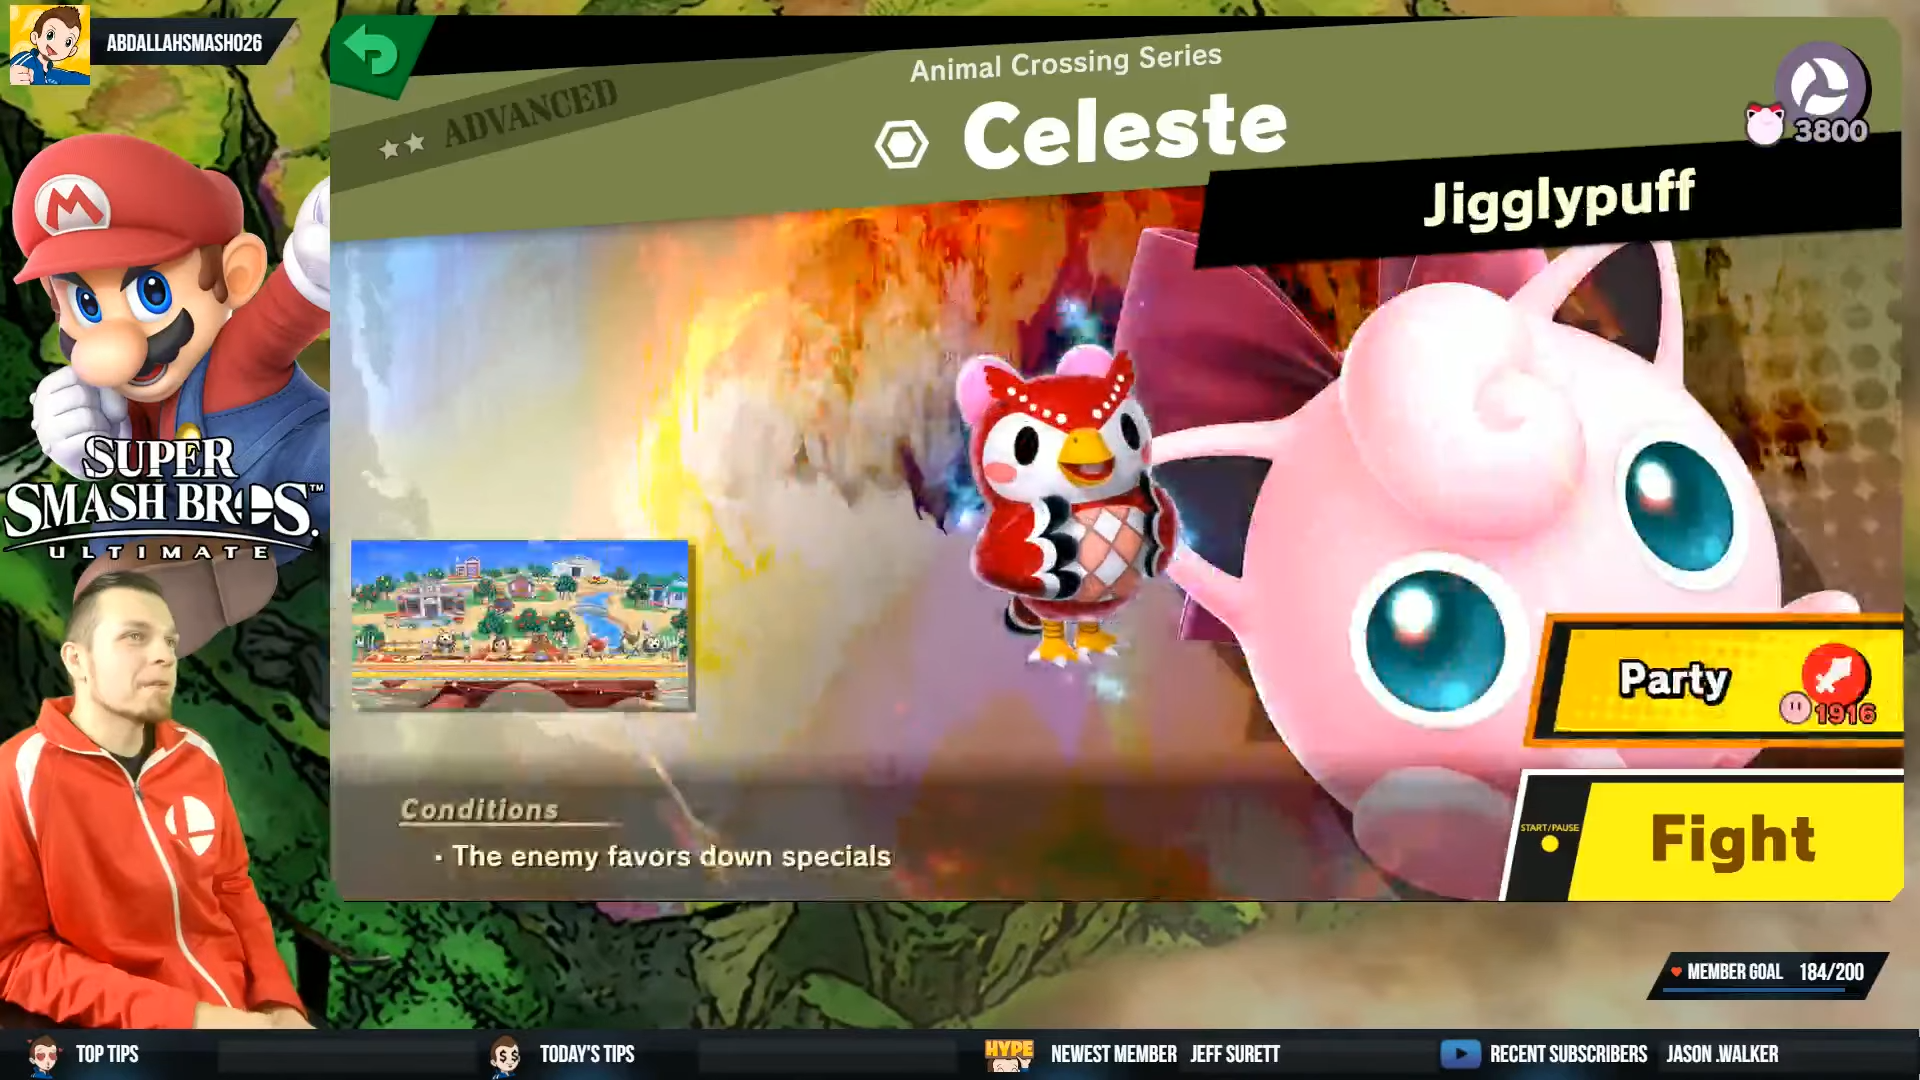 ABDALLAHSMASH026
Animal Crossing Series
ADVANCED
Celeste
3800
Jigglypuff
M
SUPER
SMASH BROS.™
ULTIMATE
Party
1916
Conditions
· The enemy favors down specials
START/PAUSE
Fight
MEMBER GOAL 184/200
TOP TIPS
TODAY'S TIPS
HYPE
NEWEST MEMBER JEFF SURETT
RECENT SUBSCRIBERS JASON .WALKER